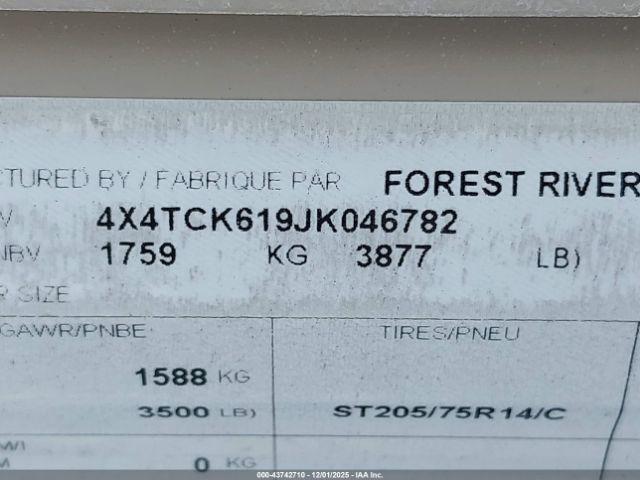 CTURED BY / FABRIQUE PAR FOREST RIVER
V 4X4TCK619JK046782
NBV 1759 KG 3877 LB)
R SIZE
GAWR/PNBE TIRES/PNEU
1588 KG
3500 LB) ST205/75R14/C
M 0 KG
000-43742710 - 12/01/2025 - IAA Inc.